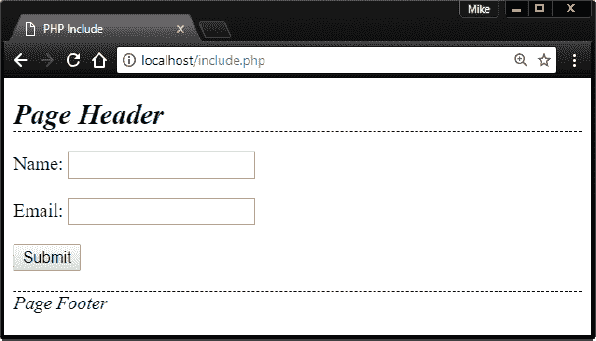 Mike
PHP Include
localhost/include.php
Page Header
Name:
Email:
Submit
Page Footer